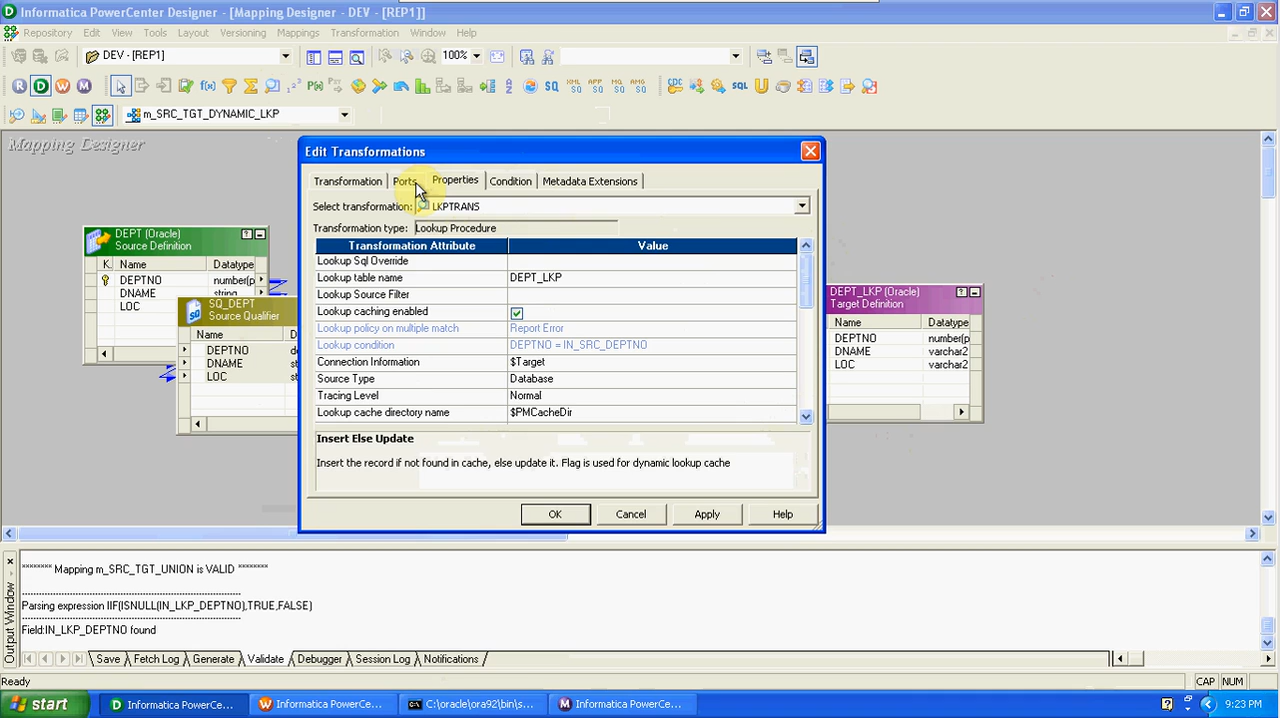 Informatica PowerCenter Designer - [Mapping Designer - DEV - [REP1]]
Repository Edit View Tools Layout Versioning Mappings Transformation Window Help
DEV - [REP1] 100%
m_SRC_TGT_DYNAMIC_LKP
Mapping Designer
DEPT (Oracle)
Source Definition
K Name Datatype
DEPTNO number(p
DNAME string
LOC
SQ_DEPT
Source Qualifier
Name
DEPTNO
DNAME
LOC
Edit Transformations
Transformation Ports Properties Condition Metadata Extensions
Select transformation: LKPTRANS
Transformation type: Lookup Procedure
Transformation Attribute Value
Lookup Sql Override
Lookup table name DEPT_LKP
Lookup Source Filter
Lookup caching enabled
Lookup policy on multiple match Report Error
Lookup condition DEPTNO = IN_SRC_DEPTNO
Connection Information $Target
Source Type Database
Tracing Level Normal
Lookup cache directory name $PMCacheDir
Insert Else Update
Insert the record if not found in cache, else update it. Flag is used for dynamic lookup cache
OK Cancel Apply Help
DEPT_LKP (Oracle)
Target Definition
Name Datatype
DEPTNO number(p
DNAME varchar2
LOC varchar2
Output Window
******** Mapping m_SRC_TGT_UNION is VALID ********
Parsing expression IIF(ISNULL(IN_LKP_DEPTNO),TRUE,FALSE)
Field:IN_LKP_DEPTNO found
Save Fetch Log Generate Validate Debugger Session Log Notifications
Ready CAP NUM
start Informatica PowerCe... Informatica PowerCe... C:\oracle\ora92\bin\s... Informatica PowerCe... 9:23 PM